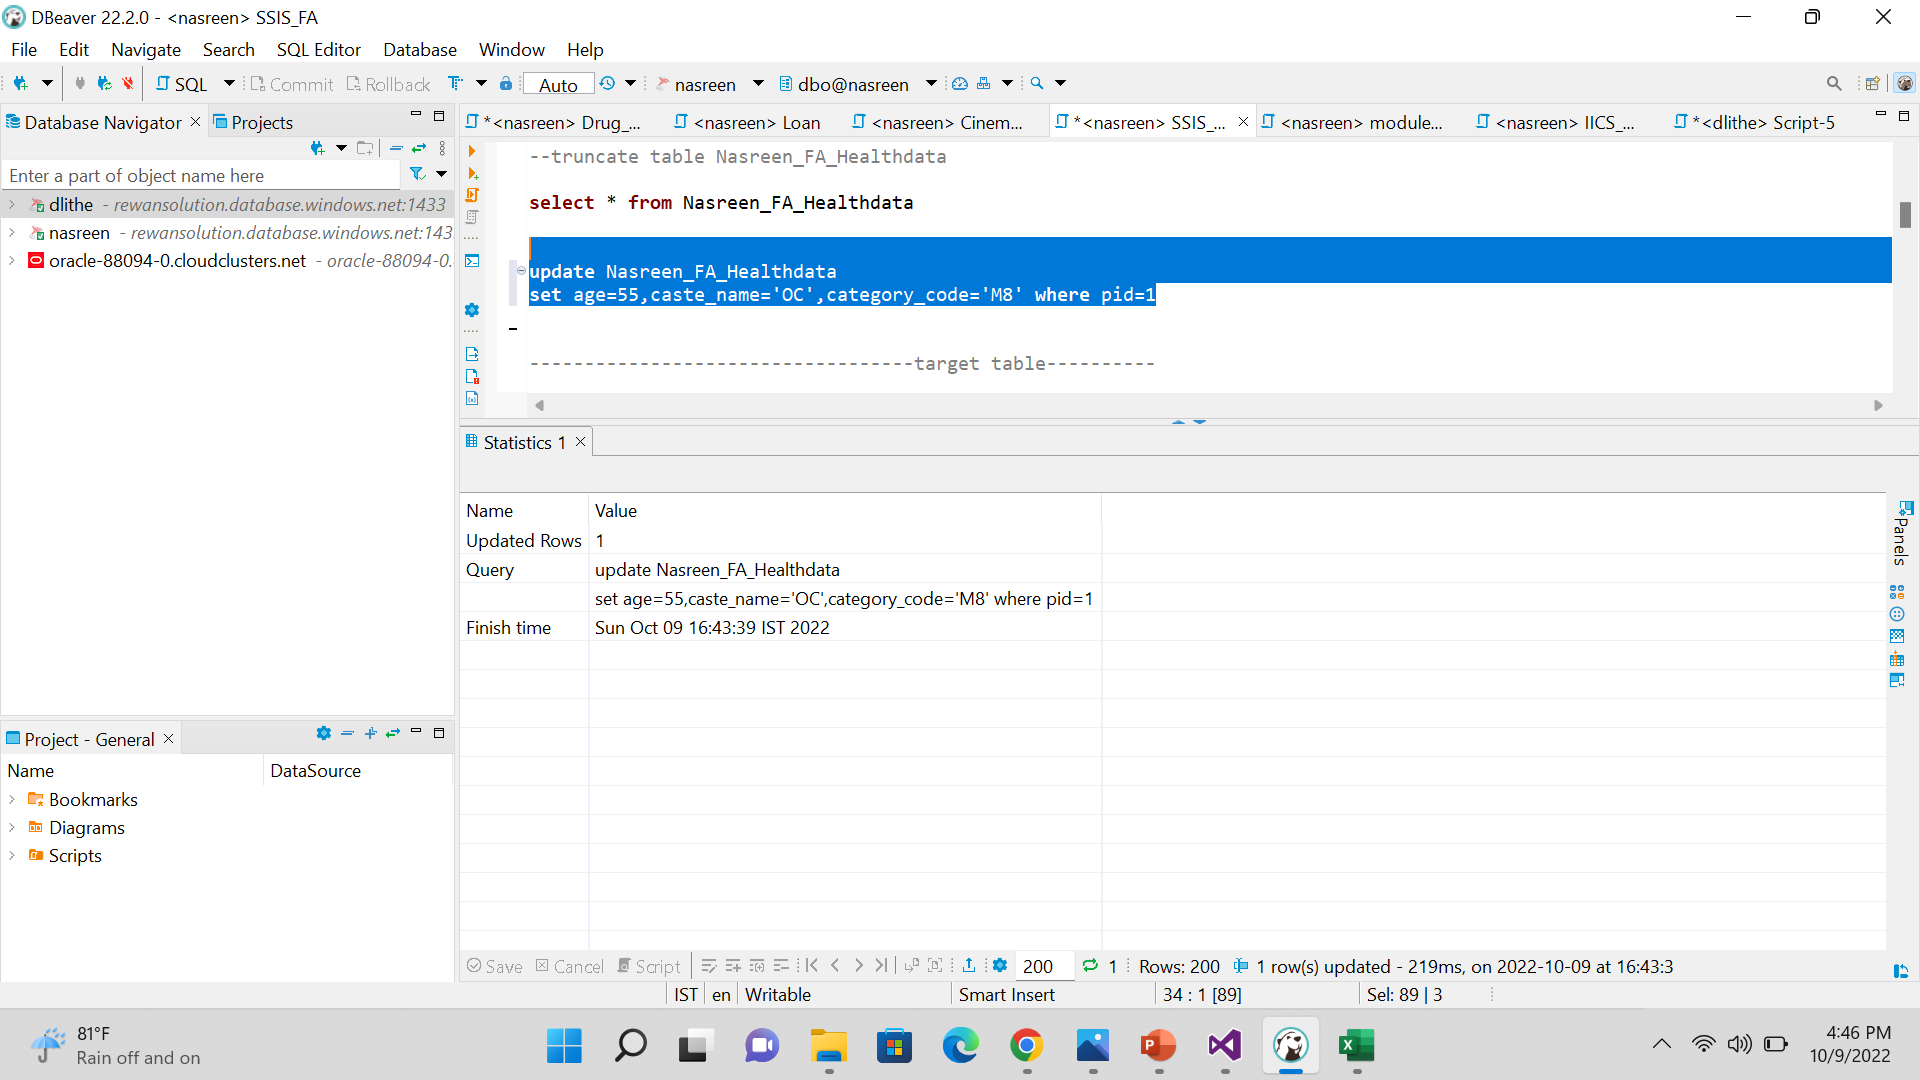 DBeaver 22.2.0 - <nasreen> SSIS_FA
File Edit Navigate Search SQL Editor Database Window Help
SQL Commit Rollback Auto nasreen dbo@nasreen
Database Navigator Projects
*<nasreen> Drug_... <nasreen> Loan <nasreen> Cinem... *<nasreen> SSIS_... <nasreen> module... <nasreen> IICS_... *<dlithe> Script-5
Enter a part of object name here
dlithe - rewansolution.database.windows.net:1433
nasreen - rewansolution.database.windows.net:143
oracle-88094-0.cloudclusters.net - oracle-88094-0.
--truncate table Nasreen_FA_Healthdata
select * from Nasreen_FA_Healthdata
update Nasreen_FA_Healthdata
set age=55,caste_name='OC',category_code='M8' where pid=1
-----------------------------------target table----------
Statistics 1
Name Value
Updated Rows 1
Query update Nasreen_FA_Healthdata
set age=55,caste_name='OC',category_code='M8' where pid=1
Finish time Sun Oct 09 16:43:39 IST 2022
Panels
Project - General
Name DataSource
Bookmarks
Diagrams
Scripts
Save Cancel Script 200 1 Rows: 200 1 row(s) updated - 219ms, on 2022-10-09 at 16:43:3
IST en Writable Smart Insert 34 : 1 [89] Sel: 89 | 3
81°F
Rain off and on
4:46 PM
10/9/2022